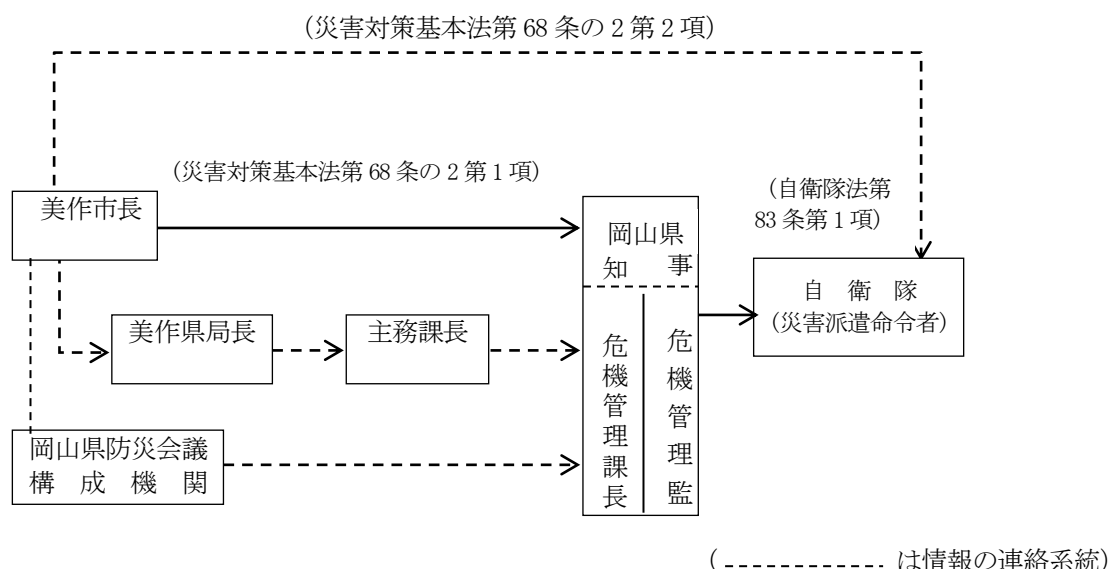 (災害対策基本法第 68 条の 2 第 2 項)
(災害対策基本法第 68 条の 2 第 1 項)
(自衛隊法第
83 条第 1 項)
美作市長
岡山県
知　事
自　衛　隊
(災害派遣命令者)
美作県局長
主務課長
危機管理課長
危機管理監
岡山県防災会議
構　成　機　関
( は情報の連絡系統)